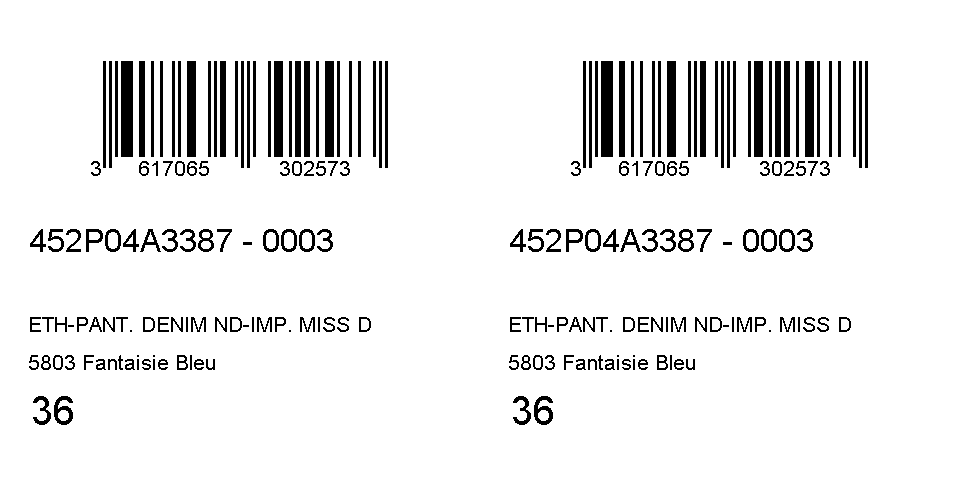 3 617065 302573
452P04A3387 - 0003
ETH-PANT. DENIM ND-IMP. MISS D
5803 Fantaisie Bleu
36
3 617065 302573
452P04A3387 - 0003
ETH-PANT. DENIM ND-IMP. MISS D
5803 Fantaisie Bleu
36